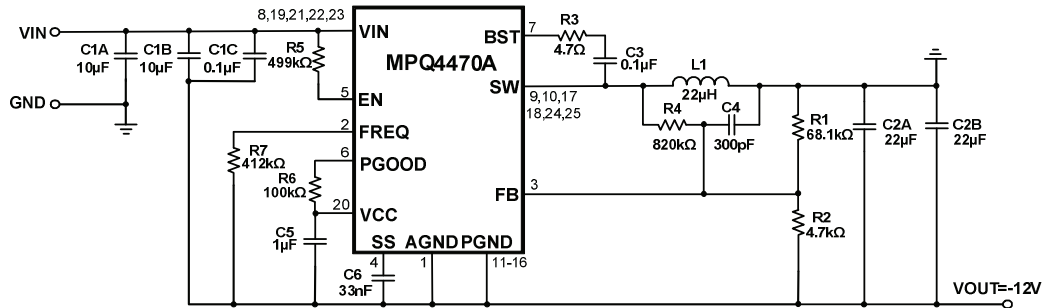 8,19,21,22,23
VIN
C1A
10µF
C1B
10µF
C1C
0.1µF
R5
499kΩ
GND
VIN
MPQ4470A
BST
7
R3
4.7Ω
C3
0.1µF
SW
9,10,17
18,24,25
L1
22µH
R4
820kΩ
C4
300pF
5
EN
2
FREQ
R7
412kΩ
6
PGOOD
R6
100kΩ
20
VCC
C5
1µF
FB
3
R1
68.1kΩ
R2
4.7kΩ
C2A
22µF
C2B
22µF
SS
AGND
PGND
4
1
11-16
C6
33nF
VOUT=-12V